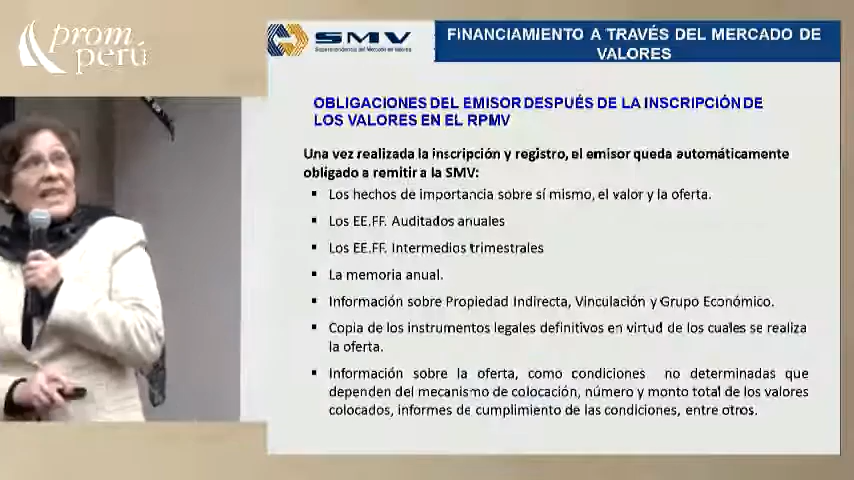 prom
perú
SMV
Superintendencia del Mercado de Valores
FINANCIAMIENTO A TRAVÉS DEL MERCADO DE
VALORES
OBLIGACIONES DEL EMISOR DESPUÉS DE LA INSCRIPCIÓN DE
LOS VALORES EN EL RPMV
Una vez realizada la inscripción y registro, el emisor queda automáticamente
obligado a remitir a la SMV:
▪ Los hechos de importancia sobre sí mismo, el valor y la oferta.
▪ Los EE.FF. Auditados anuales
▪ Los EE.FF. Intermedios trimestrales
▪ La memoria anual.
▪ Información sobre Propiedad Indirecta, Vinculación y Grupo Económico.
▪ Copia de los instrumentos legales definitivos en virtud de los cuales se realiza
la oferta.
▪ Información sobre la oferta, como condiciones no determinadas que
dependen del mecanismo de colocación, número y monto total de los valores
colocados, informes de cumplimiento de las condiciones, entre otros.